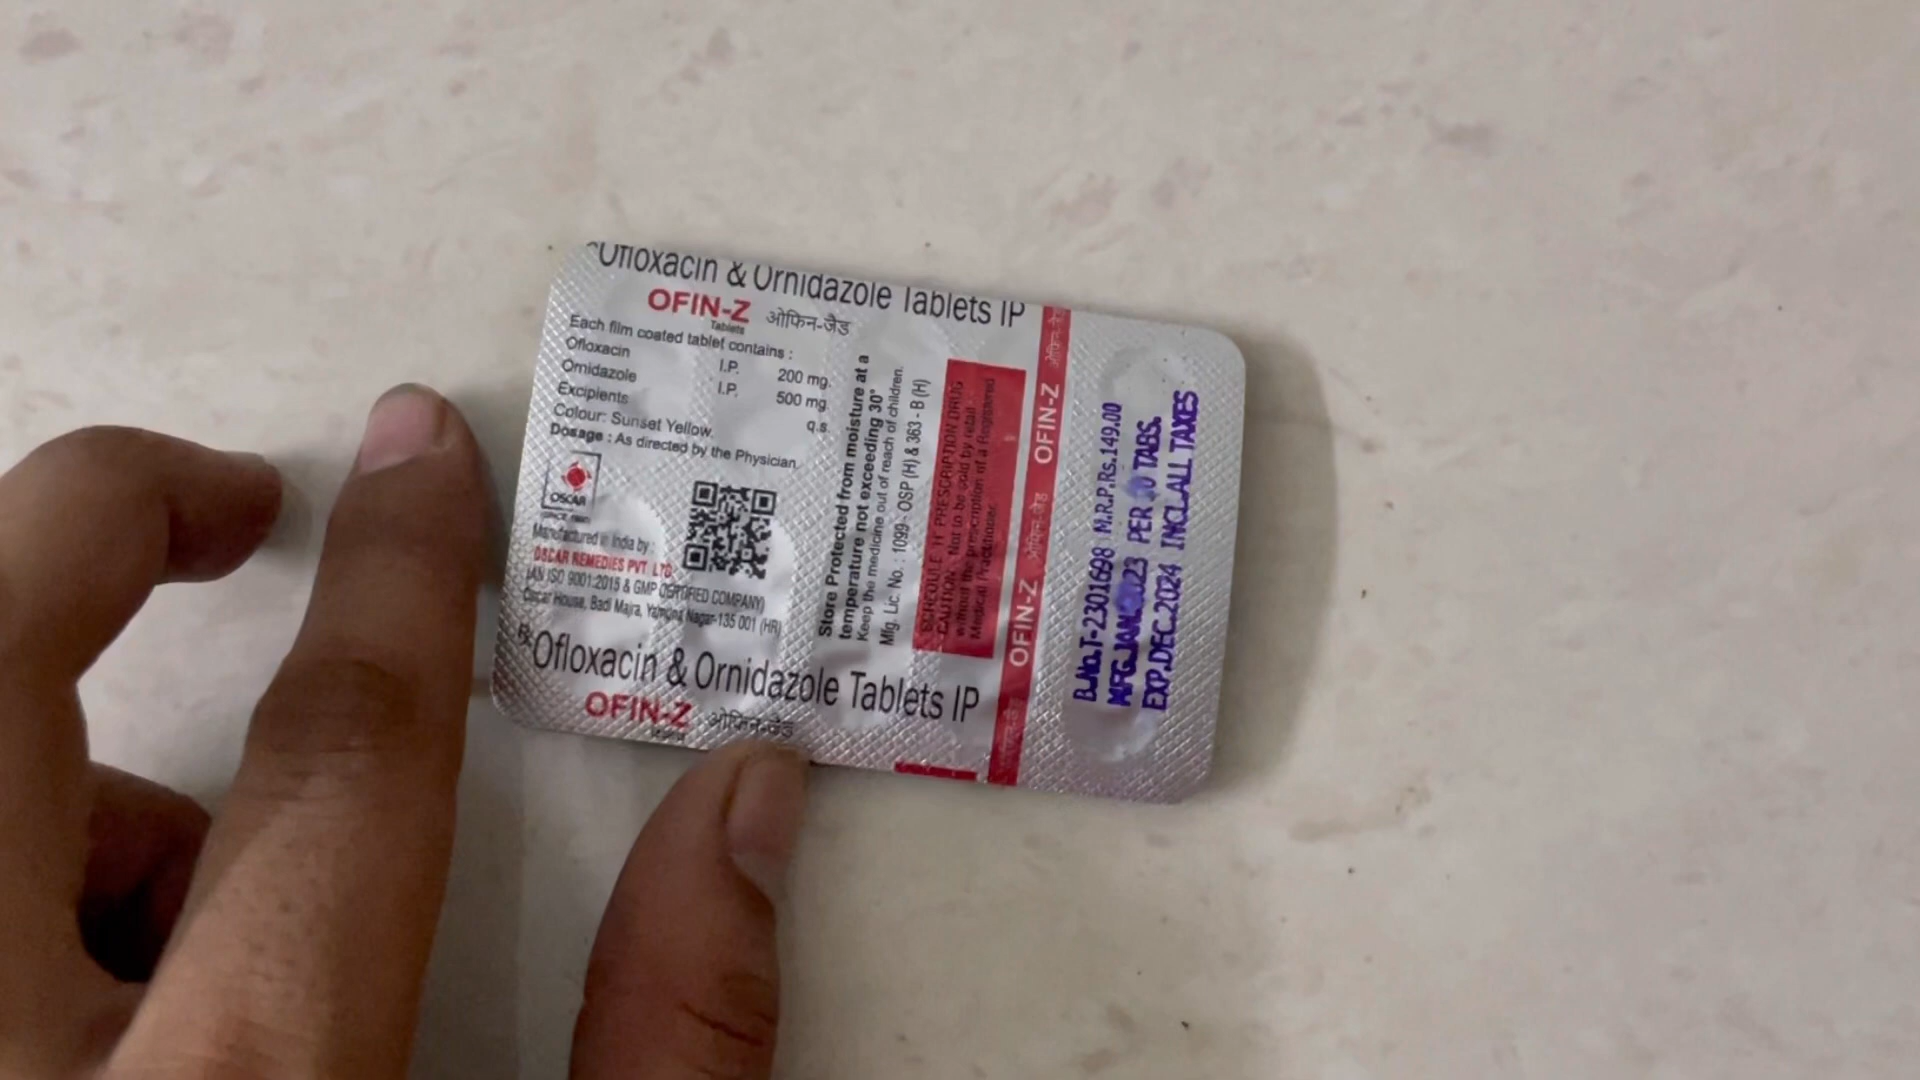 Ofloxacin & Ornidazole Tablets IP
OFIN-Z ओफिन-जैड
Tablets
Each film coated tablet contains :
Ofloxacin I.P. 200 mg.
Ornidazole I.P. 500 mg.
Excipients q.s.
Colour: Sunset Yellow.
Dosage : As directed by the Physician.
OSCAR
Manufactured in India by :
OSCAR REMEDIES PVT. LTD.
(AN ISO 9001:2015 & GMP CERTIFIED COMPANY)
Oscar House, Badi Majra, Yamuna Nagar-135 001 (HR)
Store Protected from moisture at a
temperature not exceeding 30°
Keep the medicine out of reach of children.
Mfg. Lic. No. : 1099 - OSP (H) & 363 - B (H)
SCHEDULE H PRESCRIPTION DRUG
CAUTION: Not to be sold by retail
without the prescription of a Registered
Medical Practitioner.
Rx Ofloxacin & Ornidazole Tablets IP
OFIN-Z ओफिन-जैड
OFIN-Z ओफिन-जैड OFIN-Z ओफिन-जैड
B.No.T-2301698 M.R.P.Rs.149.00
MFG.JAN.2023 PER 10 TABS.
EXP.DEC.2024 INCL.ALL TAXES